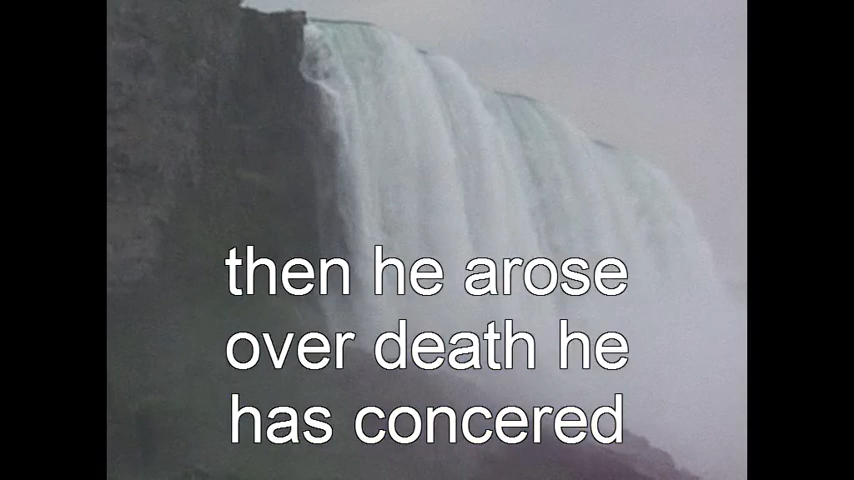 then he arose
over death he
has concered